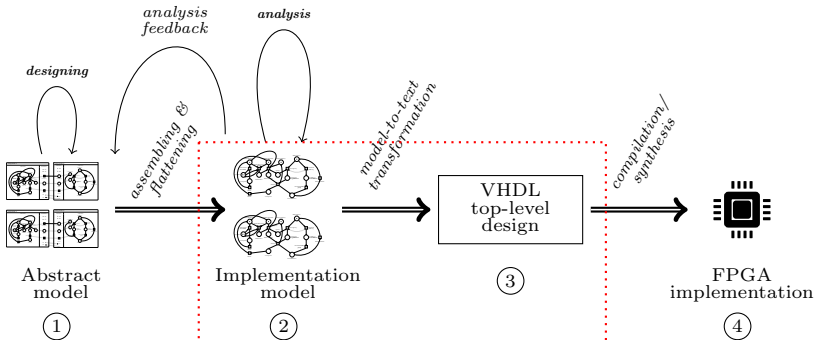 analysis
feedback
analysis
designing
assembling &
flattening
model-to-text
transformation
compilation/
synthesis
VHDL
top-level
design
Abstract
model
1
Implementation
model
2
3
FPGA
implementation
4